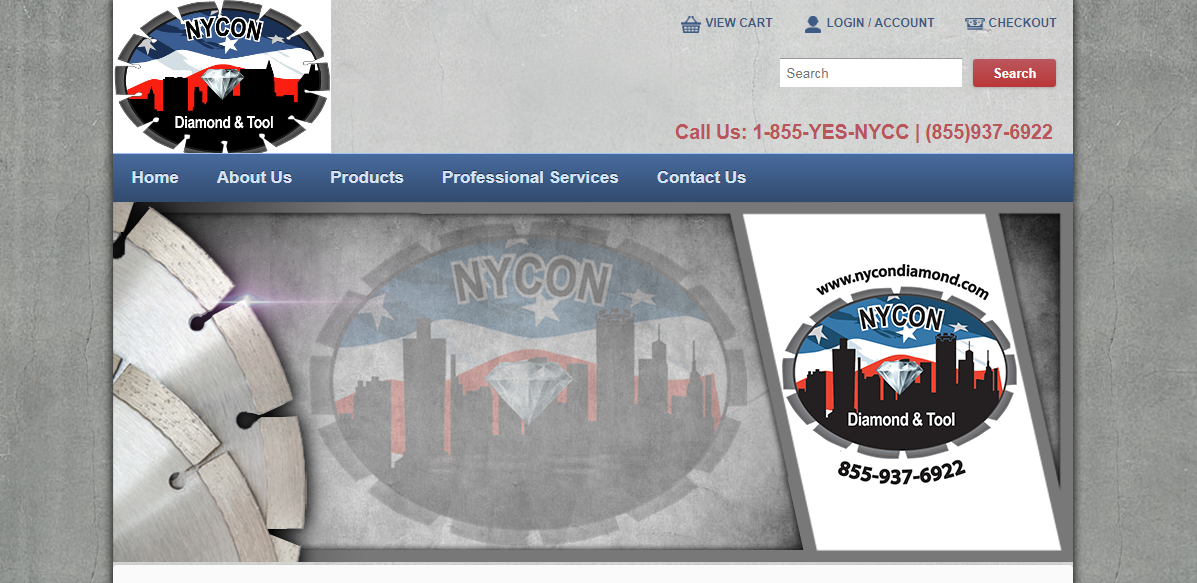 NYCON
Diamond & Tool
VIEW CART
LOGIN / ACCOUNT
CHECKOUT
Search
Search
Call Us: 1-855-YES-NYCC | (855)937-6922
Home
About Us
Products
Professional Services
Contact Us
NYCON
www.nycondiamond.com
NYCON
Diamond & Tool
855-937-6922